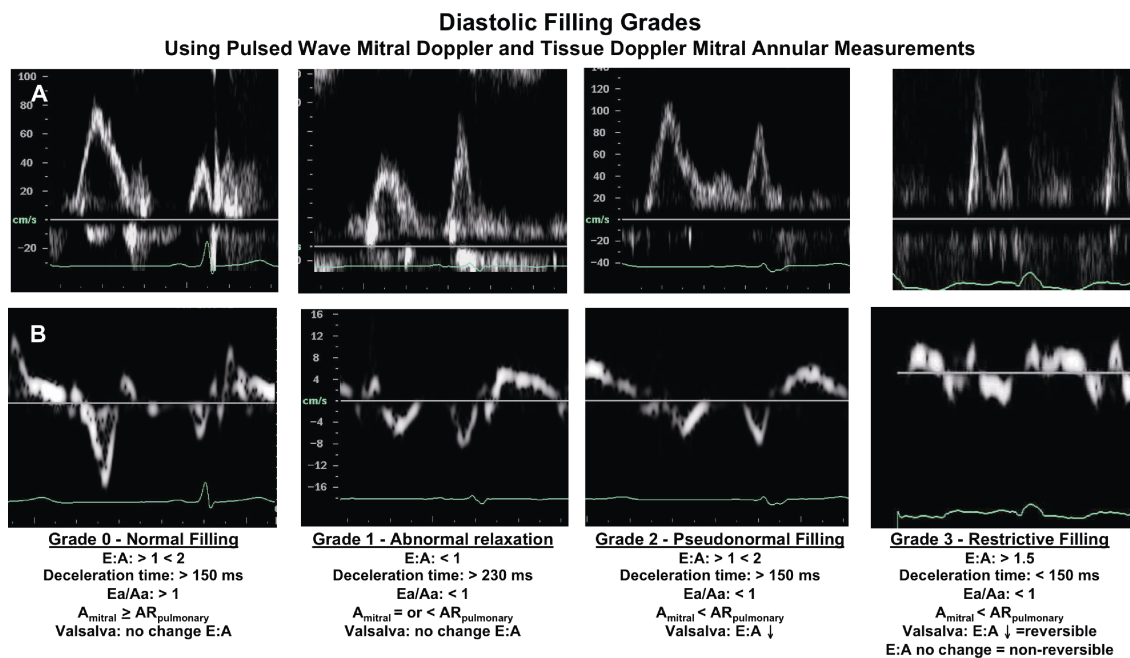 Diastolic Filling Grades
Using Pulsed Wave Mitral Doppler and Tissue Doppler Mitral Annular Measurements
A
100
80
60
40
20
cm/s
-20
140
120
100
80
60
40
20
cm/s
-20
-40
B
16
12
8
4
cm/s
-4
-8
-12
-16
Grade 0 - Normal Filling
E:A: > 1 < 2
Deceleration time: > 150 ms
Ea/Aa: > 1
Amitral ≥ ARpulmonary
Valsalva: no change E:A
Grade 1 - Abnormal relaxation
E:A: < 1
Deceleration time: > 230 ms
Ea/Aa: < 1
Amitral = or < ARpulmonary
Valsalva: no change E:A
Grade 2 - Pseudonormal Filling
E:A: > 1 < 2
Deceleration time: > 150 ms
Ea/Aa: < 1
Amitral < ARpulmonary
Valsalva: E:A ↓
Grade 3 - Restrictive Filling
E:A: > 1.5
Deceleration time: < 150 ms
Ea/Aa: < 1
Amitral < ARpulmonary
Valsalva: E:A ↓ =reversible
E:A no change = non-reversible